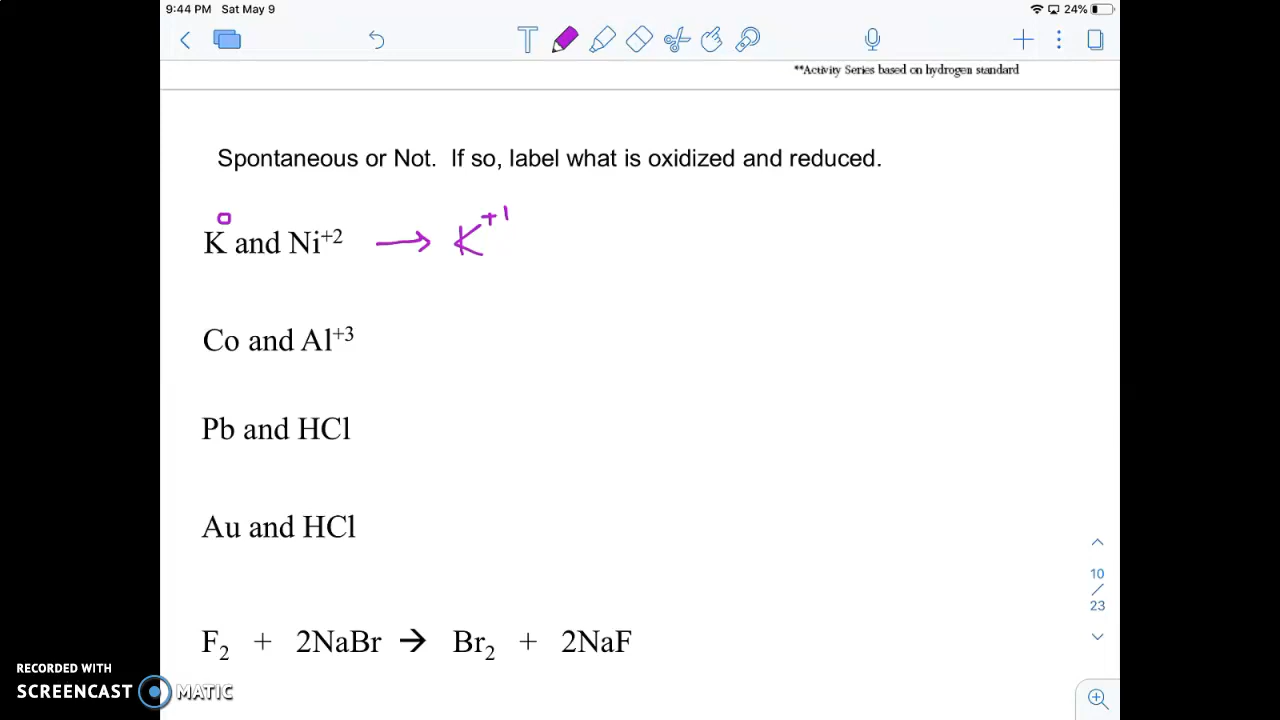 9:44 PM Sat May 9
24%
T
**Activity Series based on hydrogen standard
Spontaneous or Not. If so, label what is oxidized and reduced.
0
K and Ni+2 → K+1
Co and Al+3
Pb and HCl
Au and HCl
10
/
23
F2 + 2NaBr → Br2 + 2NaF
RECORDED WITH
SCREENCAST MATIC